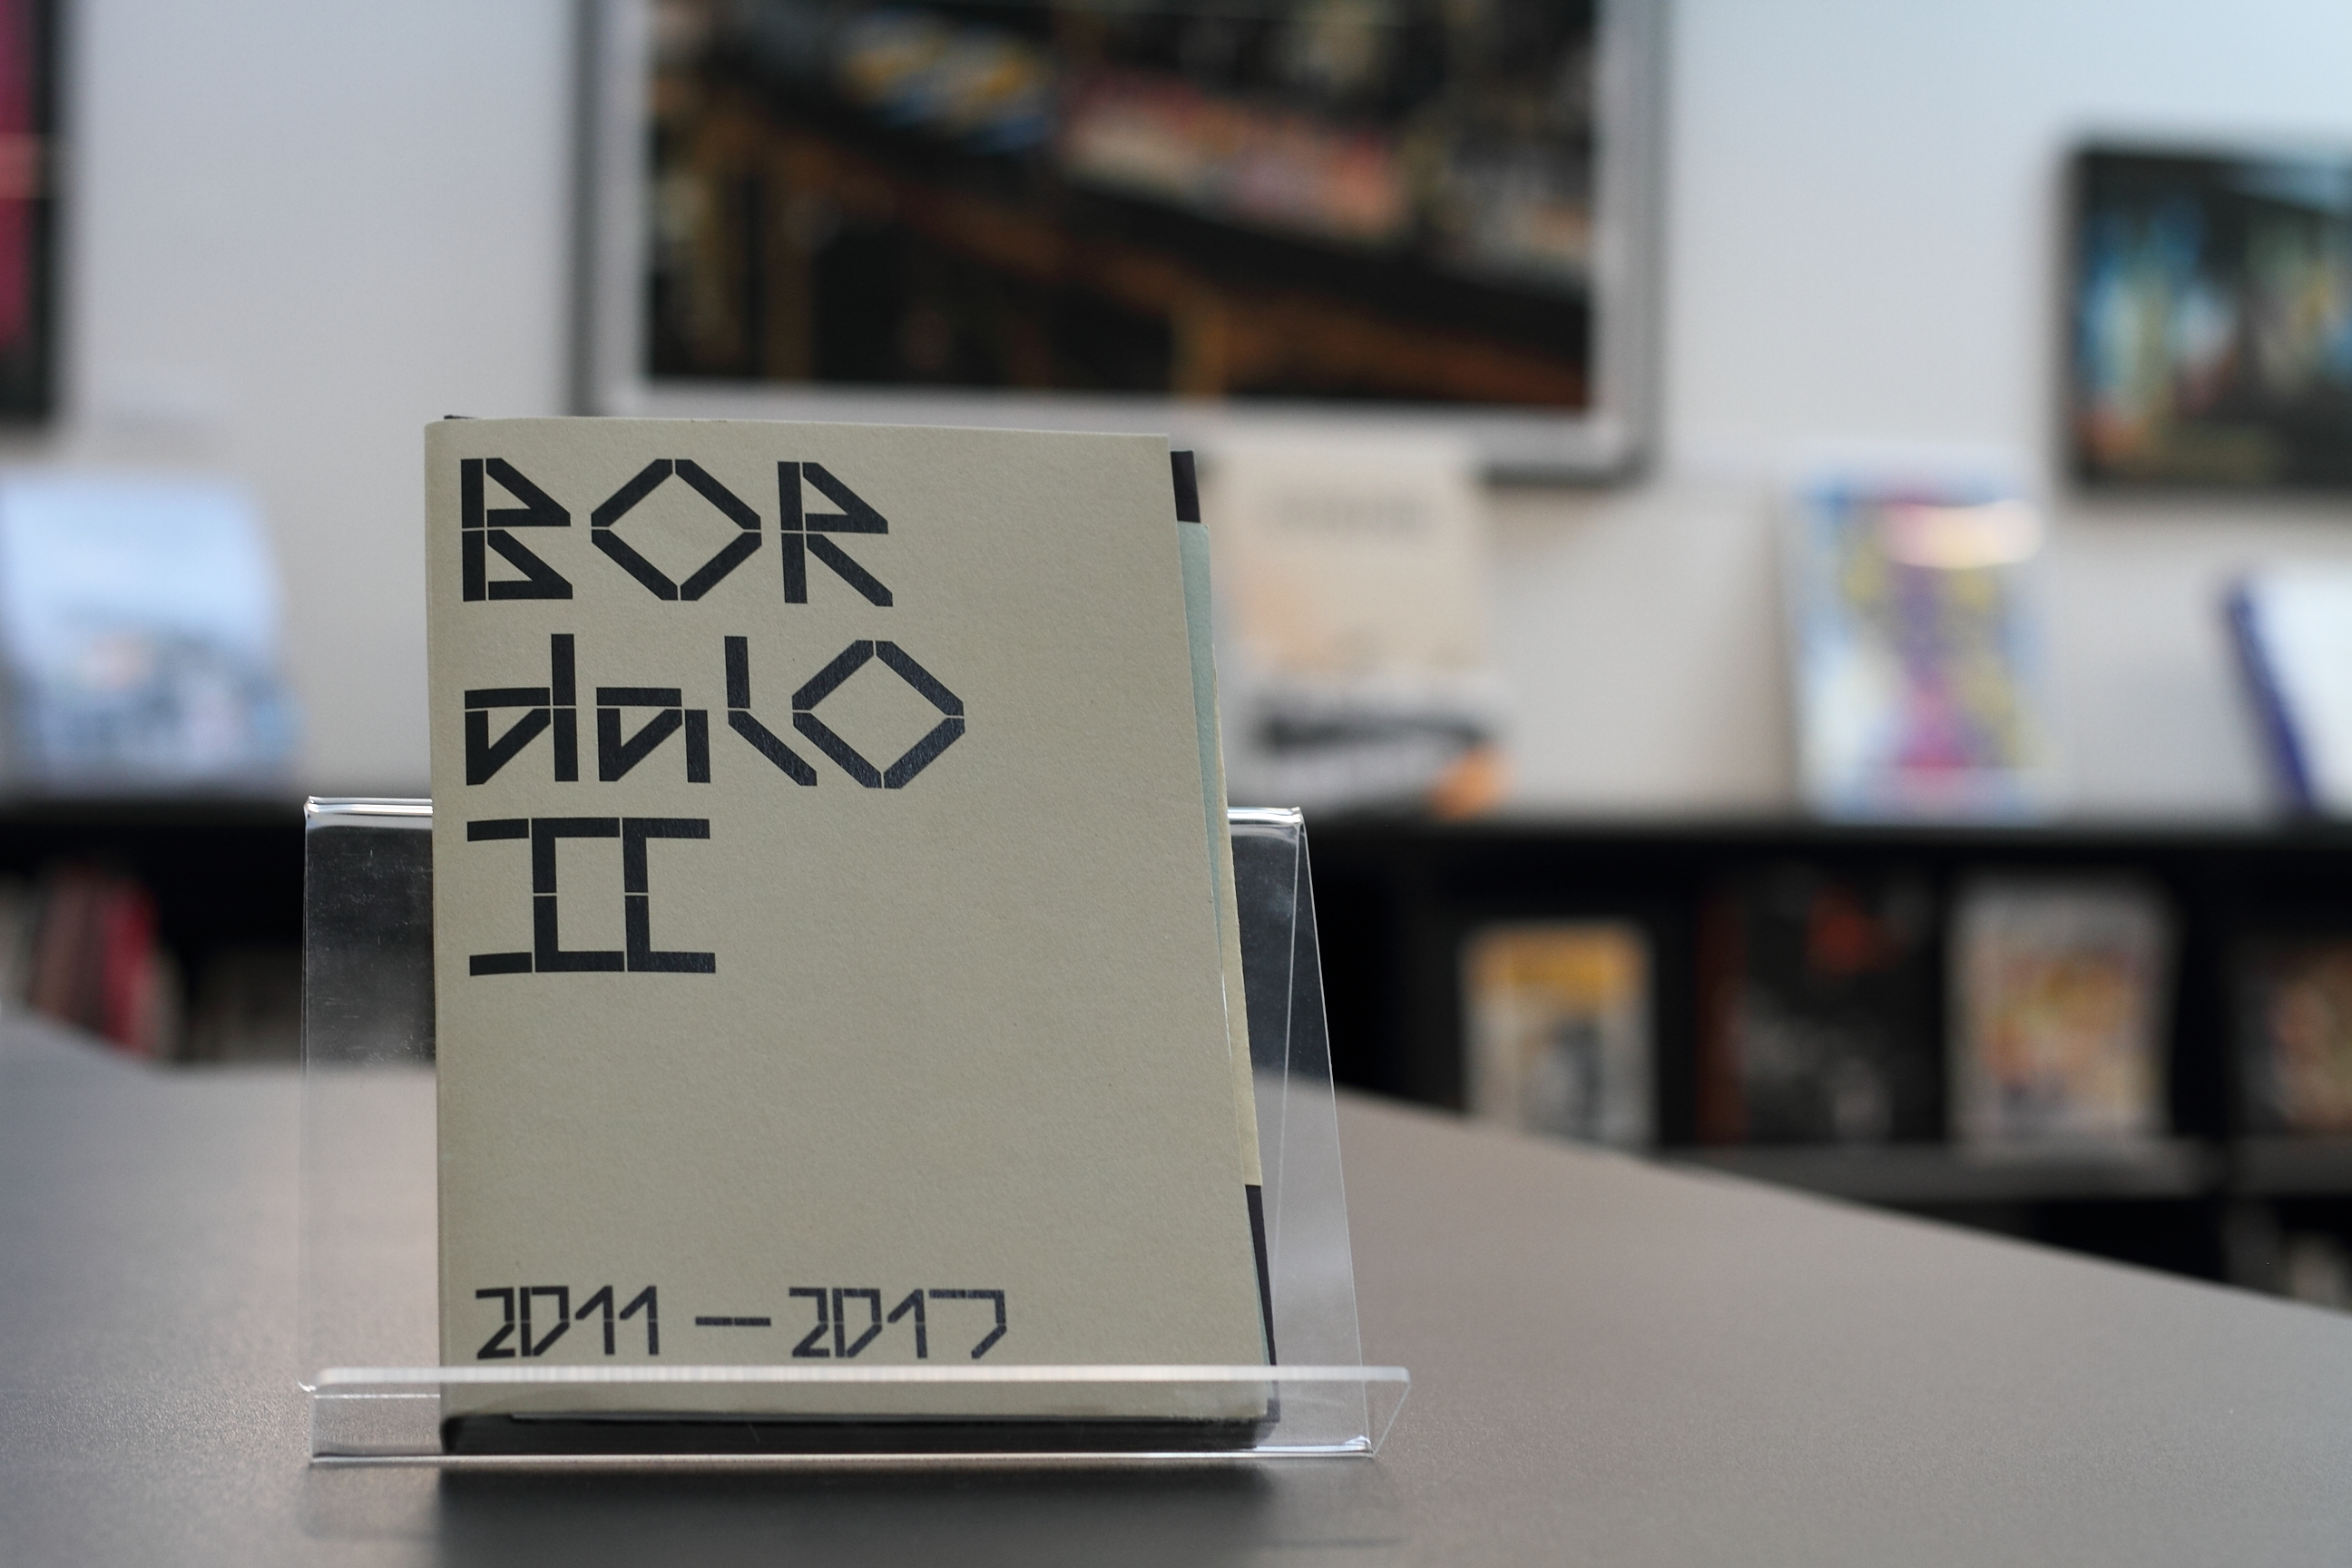 BOR
dalO
II
2011 — 2017